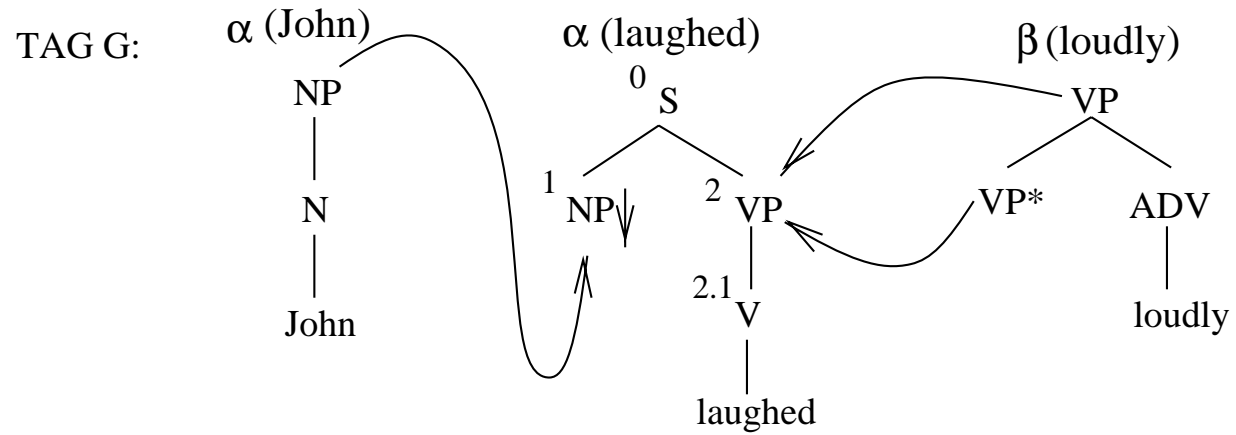 TAG G:
α (John)
NP
N
John
α (laughed)
0
S
1
NP↓
2
VP
2.1
V
laughed
β (loudly)
VP
VP*
ADV
loudly